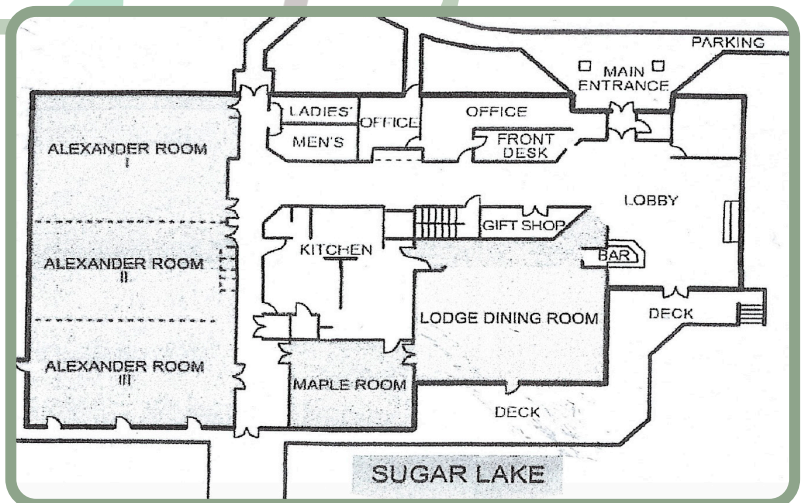 PARKING
MAIN
ENTRANCE
LADIES'
MEN'S
OFFICE
OFFICE
FRONT
DESK
ALEXANDER ROOM
I
LOBBY
GIFT SHOP
KITCHEN
BAR
ALEXANDER ROOM
II
DECK
LODGE DINING ROOM
ALEXANDER ROOM
III
MAPLE ROOM
DECK
SUGAR LAKE